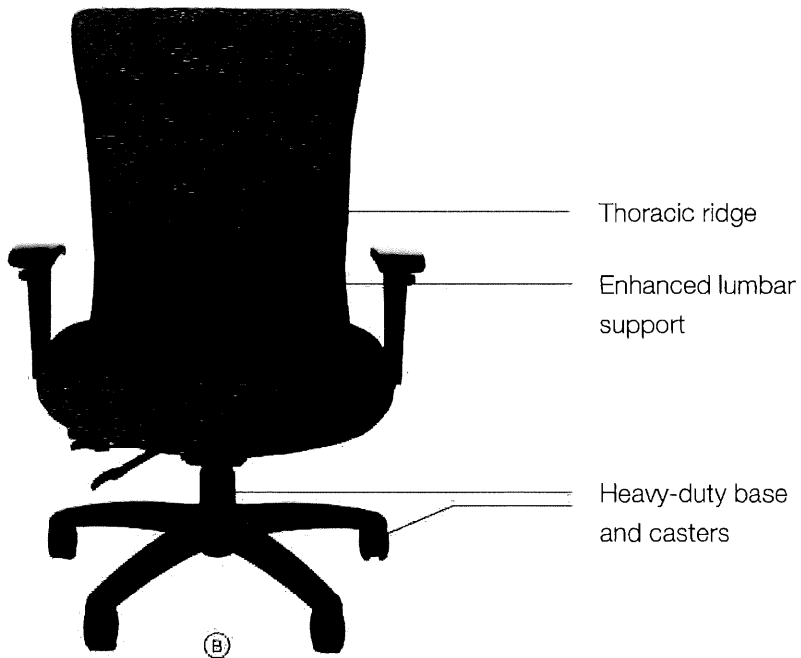 Thoracic ridge
Enhanced lumbar
support
Heavy-duty base
and casters
B